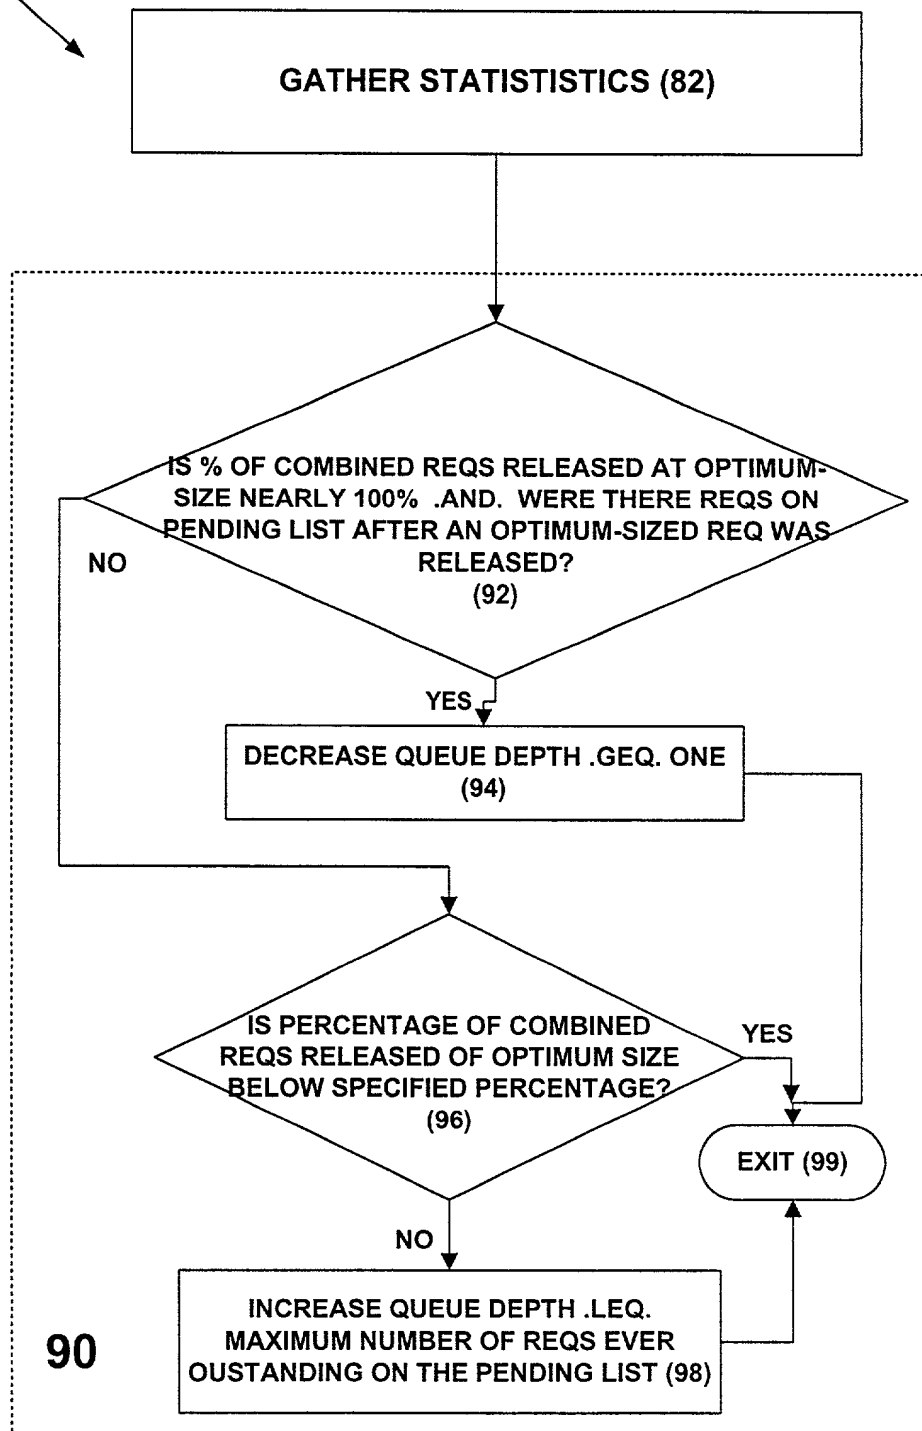 GATHER STATISTISTICS (82)
IS % OF COMBINED REQS RELEASED AT OPTIMUM-
SIZE NEARLY 100% .AND. WERE THERE REQS ON
PENDING LIST AFTER AN OPTIMUM-SIZED REQ WAS
RELEASED?
(92)
NO
YES
DECREASE QUEUE DEPTH .GEQ. ONE
(94)
IS PERCENTAGE OF COMBINED
REQS RELEASED OF OPTIMUM SIZE
BELOW SPECIFIED PERCENTAGE?
(96)
YES
EXIT (99)
NO
INCREASE QUEUE DEPTH .LEQ.
MAXIMUM NUMBER OF REQS EVER
OUSTANDING ON THE PENDING LIST (98)
90